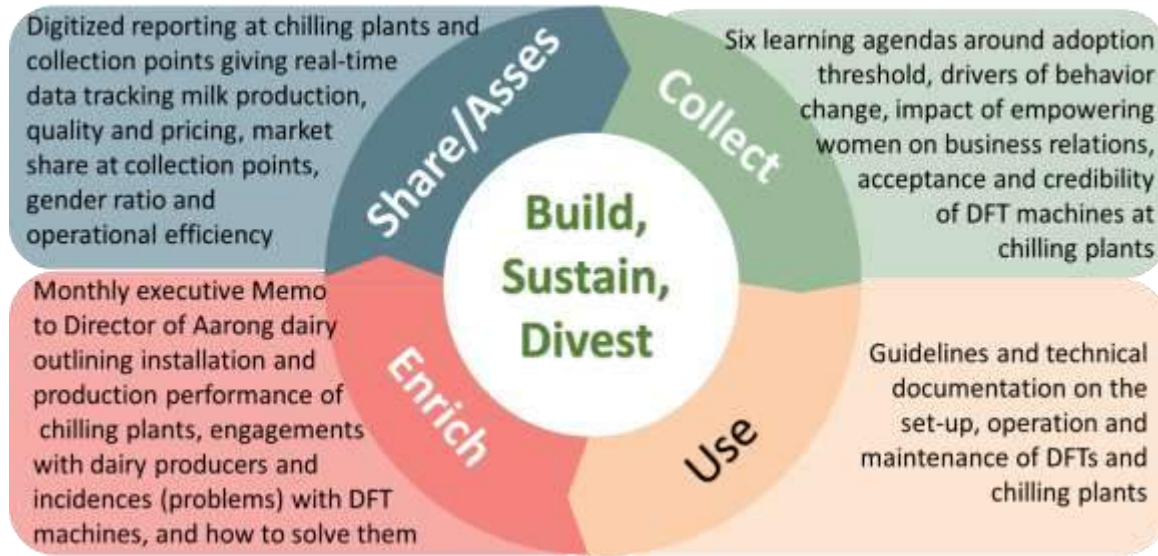 Digitized reporting at chilling plants and
collection points giving real-time
data tracking milk production,
quality and pricing, market
share at collection points,
gender ratio and
operational efficiency
Share/Asses
Collect
Six learning agendas around adoption
threshold, drivers of behavior
change, impact of empowering
women on business relations,
acceptance and credibility
of DFT machines at
chilling plants
Build,
Sustain,
Divest
Monthly executive Memo
to Director of Aarong dairy
outlining installation and
production performance of
chilling plants, engagements
with dairy producers and
incidences (problems) with DFT
machines, and how to solve them
Enrich
Use
Guidelines and technical
documentation on the
set-up, operation and
maintenance of DFTs and
chilling plants